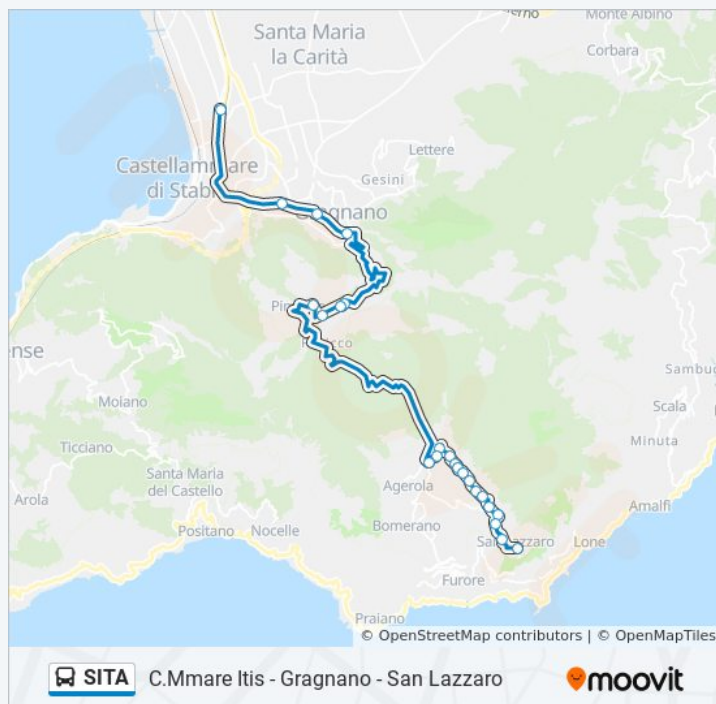 Santa Maria
la Carità
Monte Albino
Corbara
Lettere
Castellammare
di Stabia
Gesini
Gragnano
Moiano
Ticciano
Arola
Santa Maria
del Castello
Positano
Nocelle
Agerola
Bomerano
San Lazzaro
Furore
Praiano
Lone
Amalfi
Minuta
Scala
© OpenStreetMap contributors | © OpenMapTiles
SITA
C.Mmare Itis - Gragnano - San Lazzaro
moovit